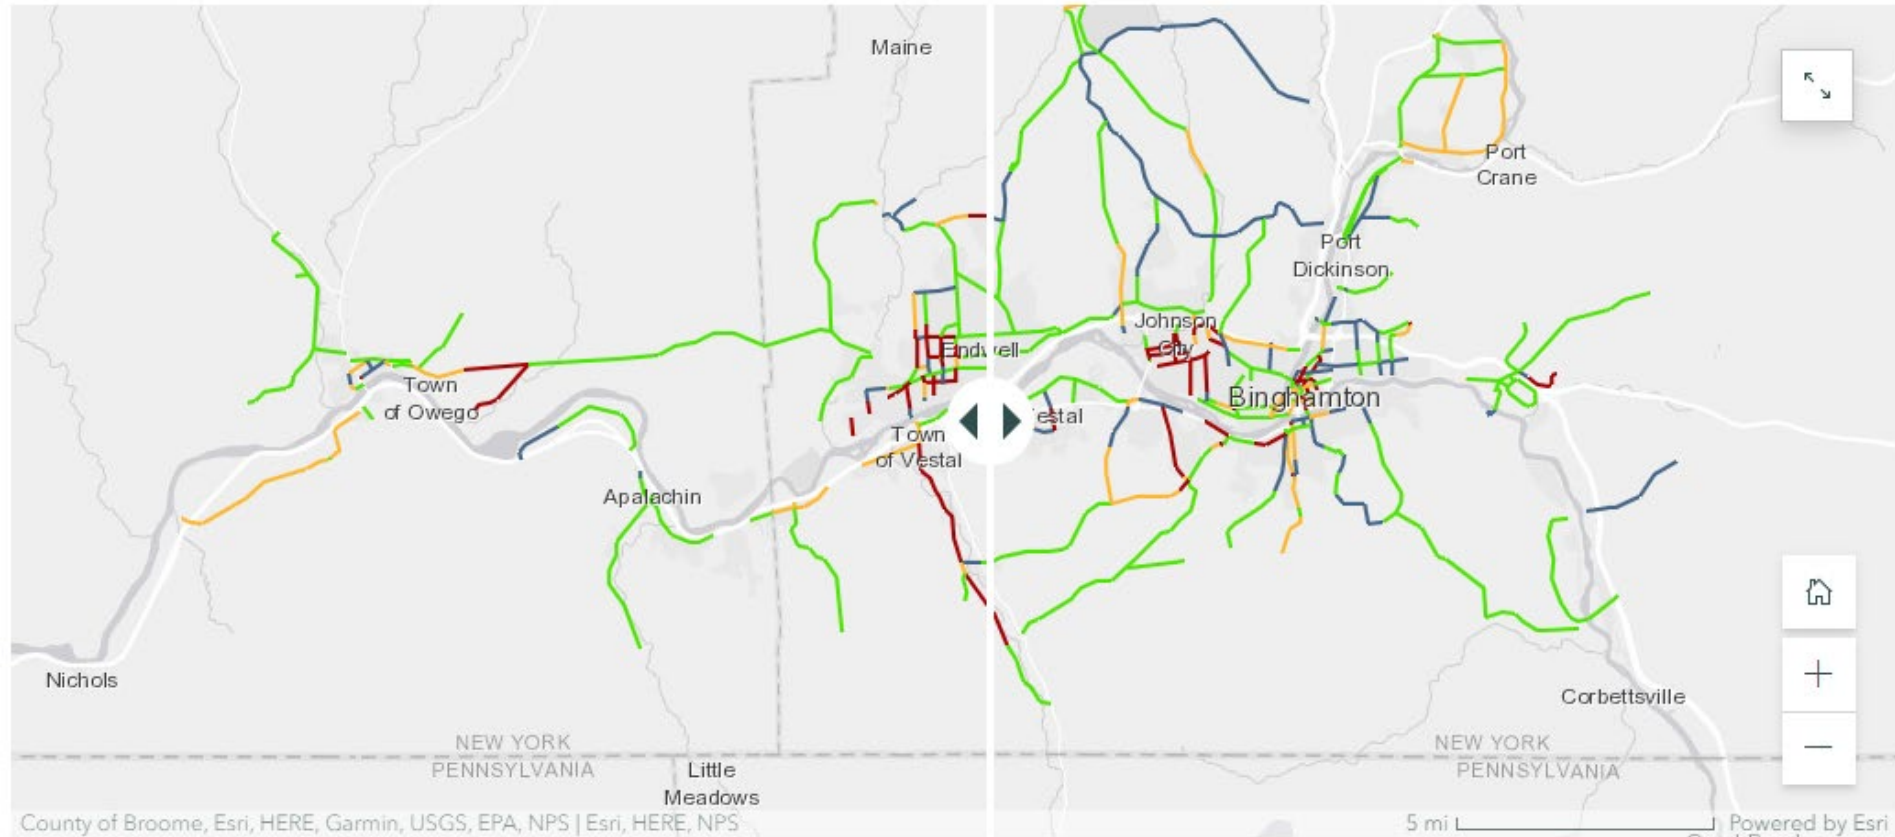 Maine
Port
Crane
Port
Dickinson
Johnson
City
Endwell
Town
of Owego
Binghamton
estal
Town
of Vestal
Apalachin
Nichols
Corbettsville
NEW YORK
PENNSYLVANIA
NEW YORK
PENNSYLVANIA
Little
Meadows
County of Broome, Esri, HERE, Garmin, USGS, EPA, NPS | Esri, HERE, NPS
5 mi
Powered by Esri